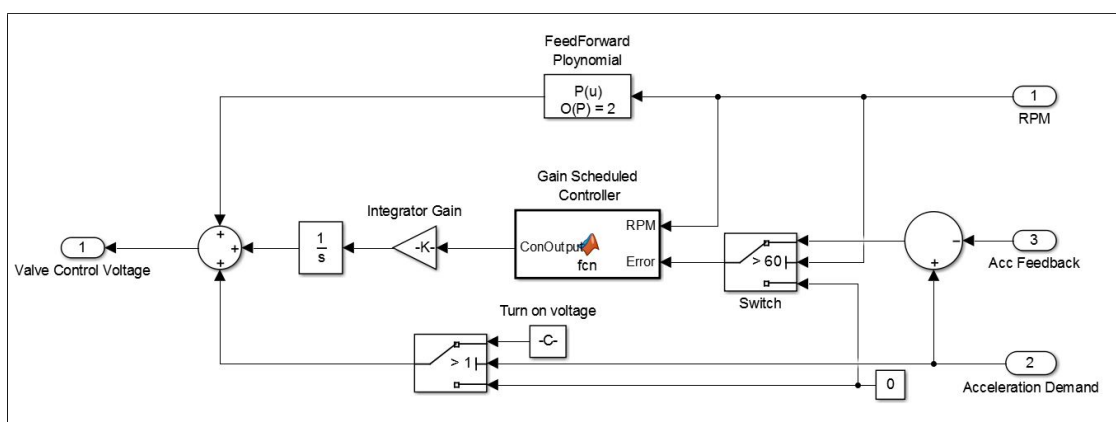 FeedForward
Ploynomial
P(u)
O(P) = 2
1
RPM
Gain Scheduled
Controller
Integrator Gain
RPM
ConOutput
fcn
Error
-K-
1
s
+
+
+
1
Valve Control Voltage
> 60
Switch
-
+
3
Acc Feedback
Turn on voltage
-C-
> 1
2
Acceleration Demand
0